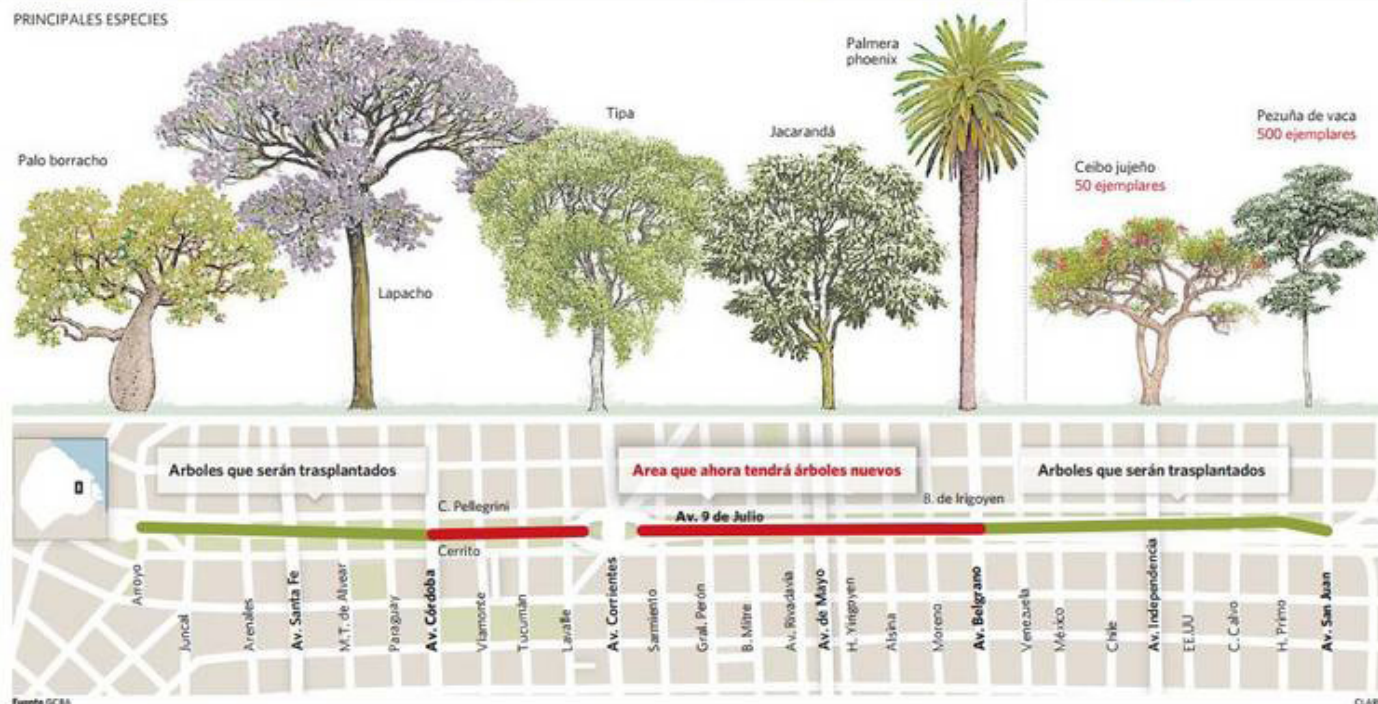 PRINCIPALES ESPECIES
Palo borracho
Lapacho
Tipa
Jacarandá
Palmera
phoenix
Ceibo jujeño
50 ejemplares
Pezuña de vaca
500 ejemplares
Arboles que serán trasplantados
Area que ahora tendrá árboles nuevos
Arboles que serán trasplantados
C. Pellegrini
Av. 9 de Julio
B. de Irigoyen
Cerrito
Arroyo
Juncal
Arenales
Av. Santa Fe
M.T. de Alvear
Paraguay
Av. Córdoba
Viamonte
Tucumán
Lavalle
Av. Corrientes
Sarmiento
Gral. Perón
B. Mitre
Av. Rivadavia
Av. de Mayo
H. Yirigoyen
Alsina
Moreno
Av. Belgrano
Venezuela
México
Chile
Av. Independencia
EE.UU
C. Calvo
H. Primo
Av. San Juan
Fuente GCBA